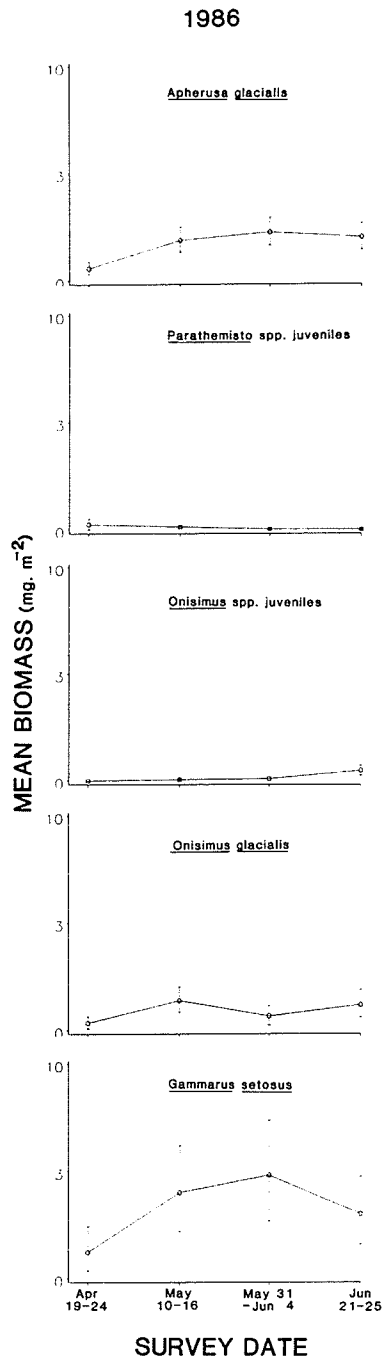 1986
10
Apherusa glacialis
3
0
10
Parathemisto spp. juveniles
3
0
MEAN BIOMASS (mg. m-2)
10
Onisimus spp. juveniles
3
0
10
Onisimus glacialis
3
0
10
Gammarus setosus
3
0
Apr May May 31 Jun
19-24 10-16 -Jun 4 21-25
SURVEY DATE